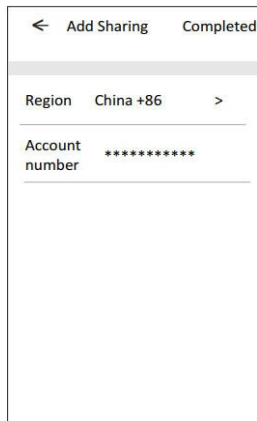 ← Add Sharing Completed
Region China +86 >
Account
number ***********